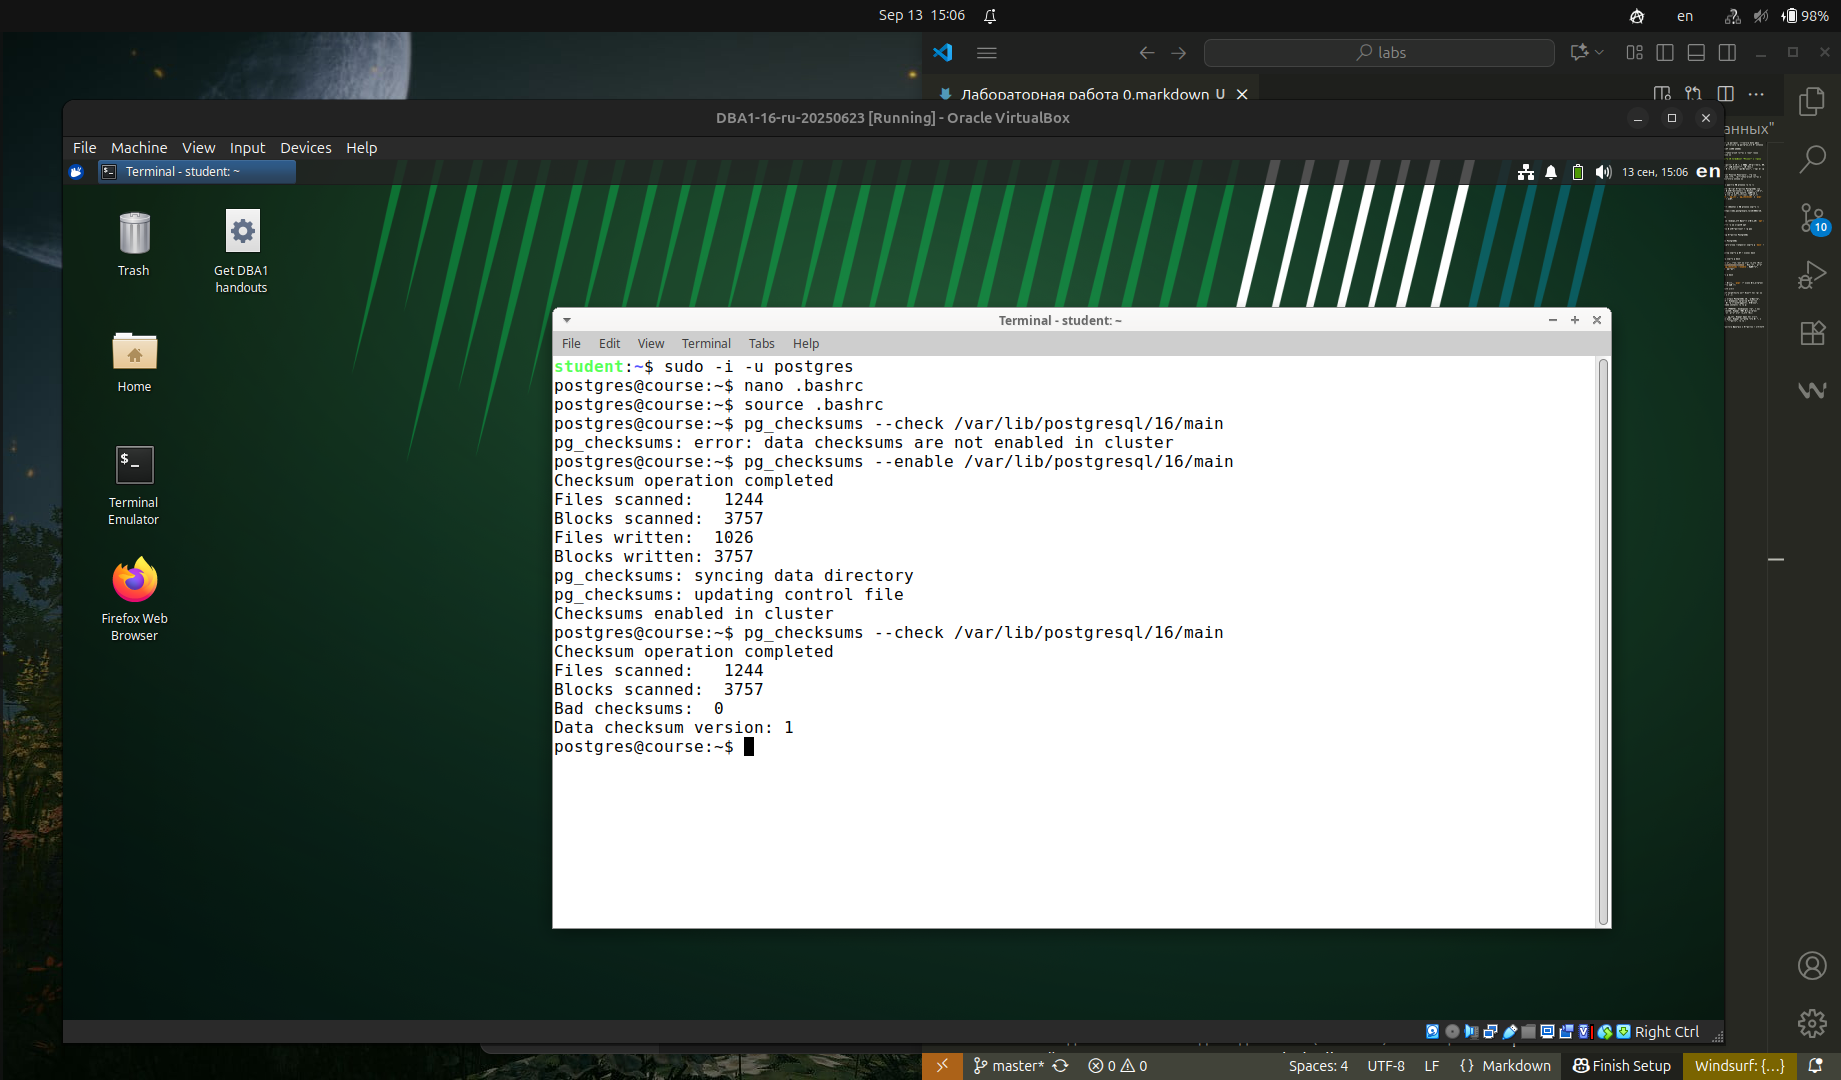 Sep 13 15:06
en
98%
labs
Лабораторная работа 0.markdown U
анных"
DBA1-16-ru-20250623 [Running] - Oracle VirtualBox
File Machine View Input Devices Help
Terminal - student: ~
13 сен, 15:06 en
10
Trash
Get DBA1
handouts
Home
Terminal
Emulator
Firefox Web
Browser
Terminal - student: ~
File Edit View Terminal Tabs Help
student:~$ sudo -i -u postgres
postgres@course:~$ nano .bashrc
postgres@course:~$ source .bashrc
postgres@course:~$ pg_checksums --check /var/lib/postgresql/16/main
pg_checksums: error: data checksums are not enabled in cluster
postgres@course:~$ pg_checksums --enable /var/lib/postgresql/16/main
Checksum operation completed
Files scanned:   1244
Blocks scanned:  3757
Files written:  1026
Blocks written: 3757
pg_checksums: syncing data directory
pg_checksums: updating control file
Checksums enabled in cluster
postgres@course:~$ pg_checksums --check /var/lib/postgresql/16/main
Checksum operation completed
Files scanned:   1244
Blocks scanned:  3757
Bad checksums:  0
Data checksum version: 1
postgres@course:~$
Right Ctrl
master* 0 0 Spaces: 4 UTF-8 LF {} Markdown Finish Setup Windsurf: {...}